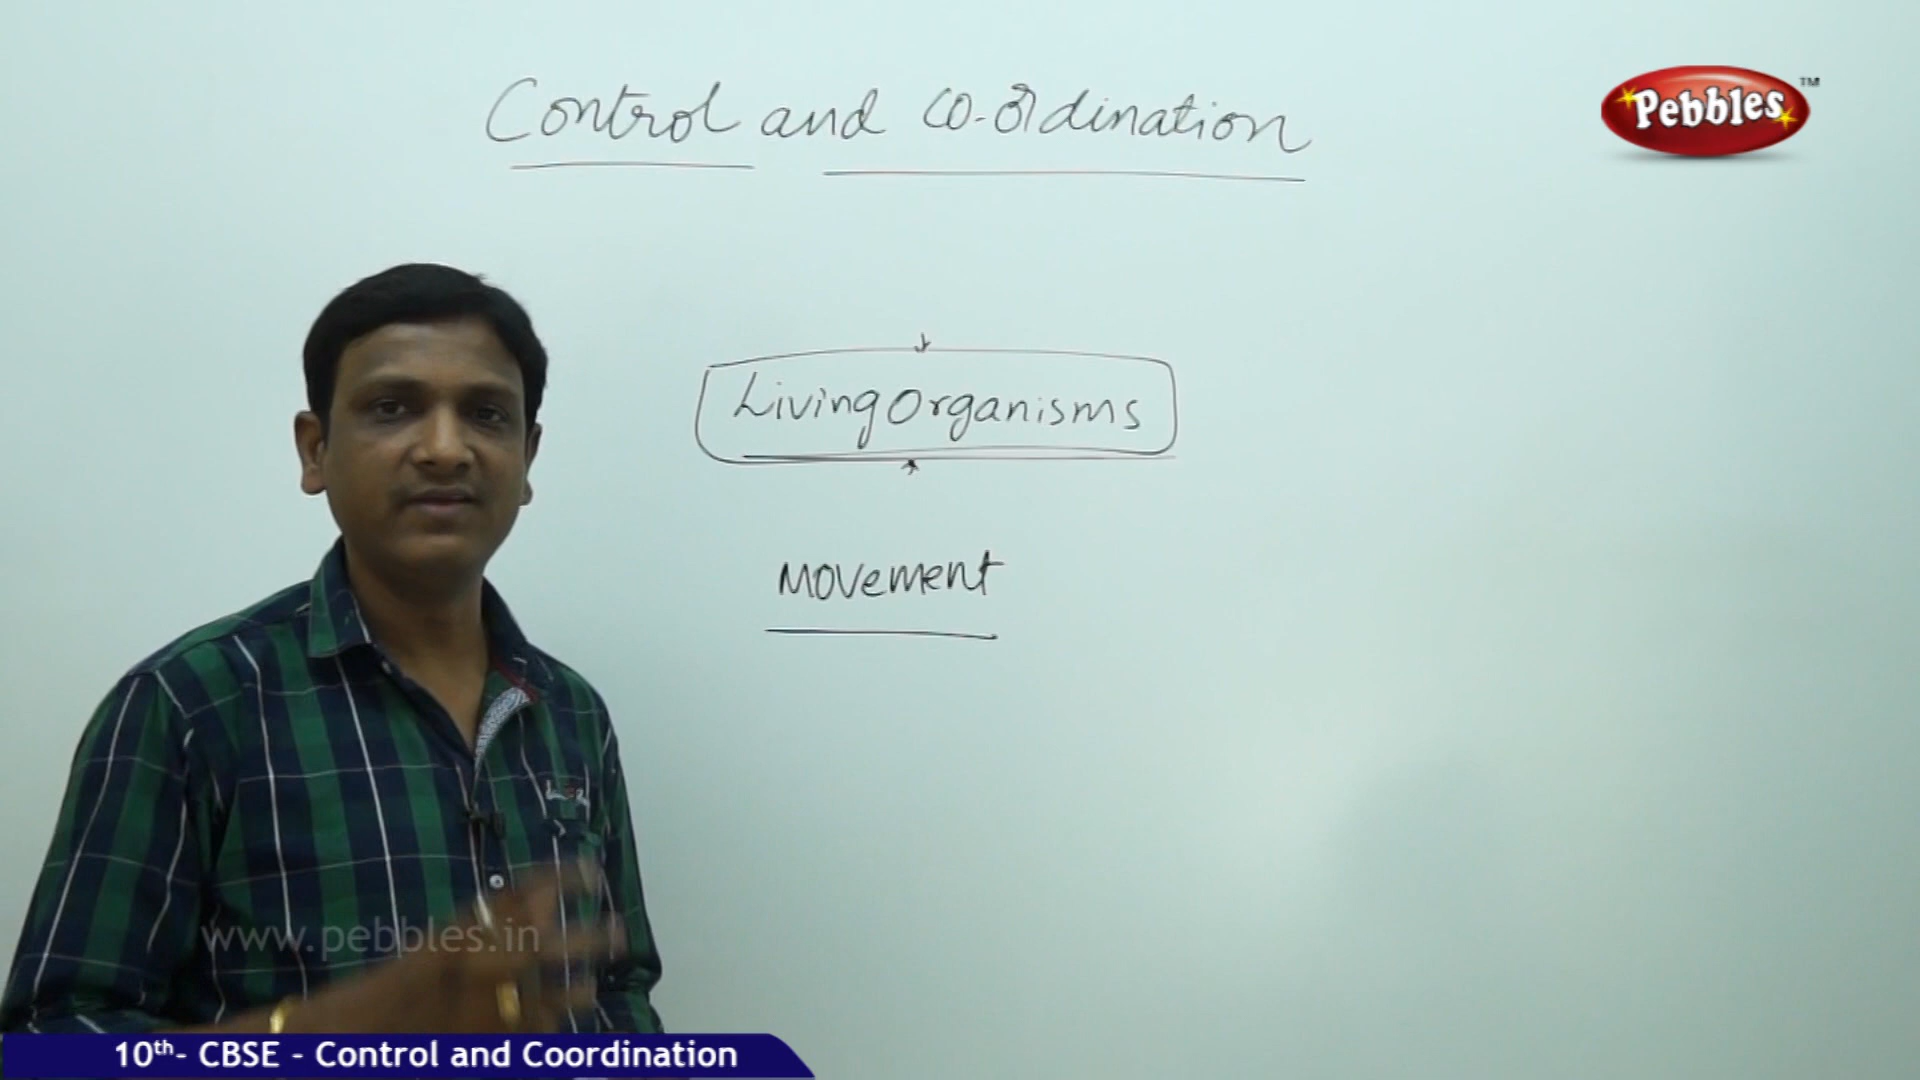 Control and co-ordination
Pebbles TM
Living Organisms
Movement
www.pebbles.in
10th- CBSE - Control and Coordination